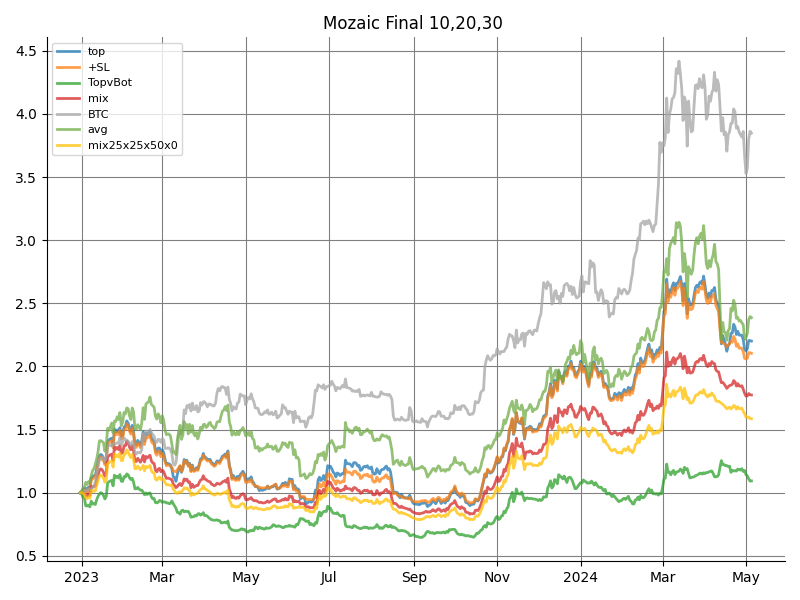 Mozaic Final 10,20,30
top
+SL
TopvBot
mix
BTC
avg
mix25x25x50x0
4.5
4.0
3.5
3.0
2.5
2.0
1.5
1.0
0.5
2023
Mar
May
Jul
Sep
Nov
2024
Mar
May